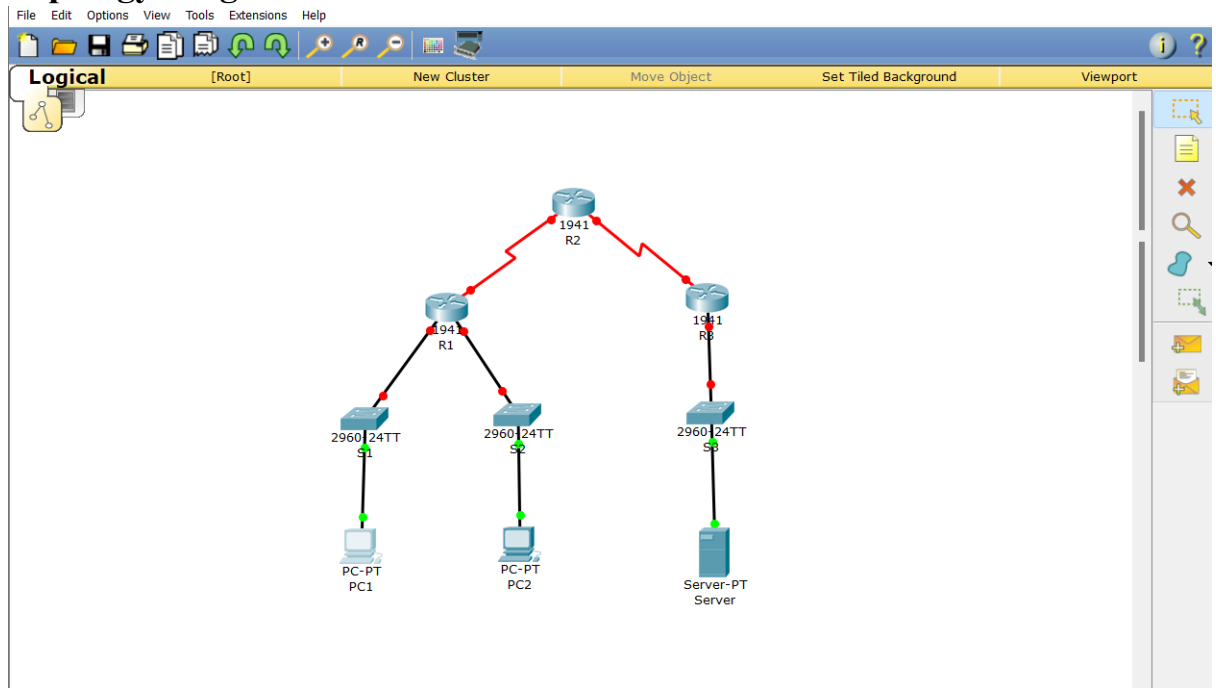 File Edit Options View Tools Extensions Help
Logical [Root] New Cluster Move Object Set Tiled Background Viewport
1941
R2
1941
R1
1941
R3
2960-24TT
S1
2960-24TT
S2
2960-24TT
S3
PC-PT
PC1
PC-PT
PC2
Server-PT
Server